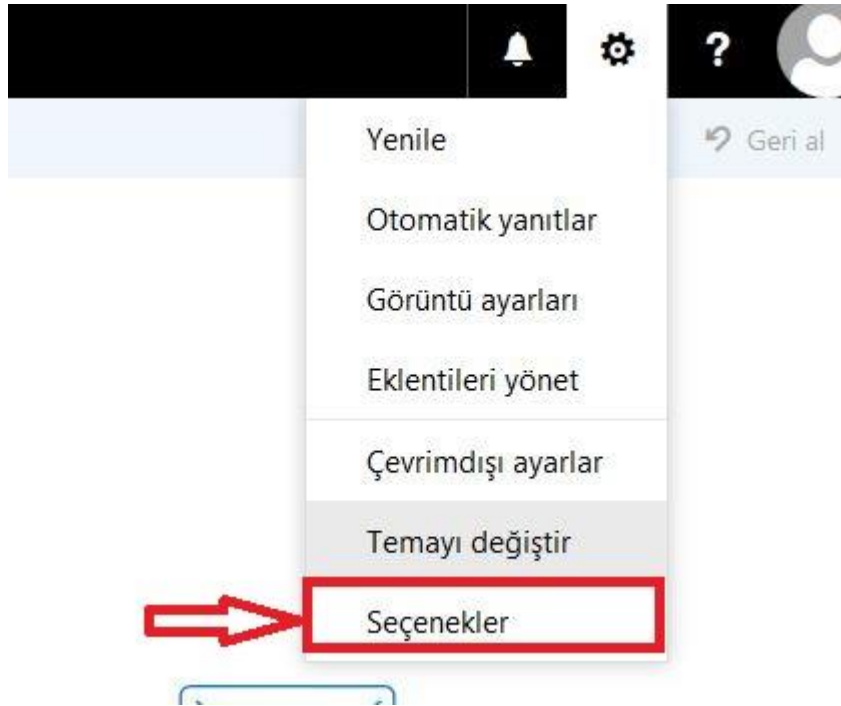 ?
Yenile
Geri al
Otomatik yanıtlar
Görüntü ayarları
Eklentileri yönet
Çevrimdışı ayarlar
Temayı değiştir
Seçenekler